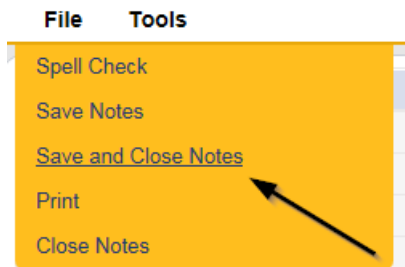 File Tools
Spell Check
Save Notes
Save and Close Notes
Print
Close Notes